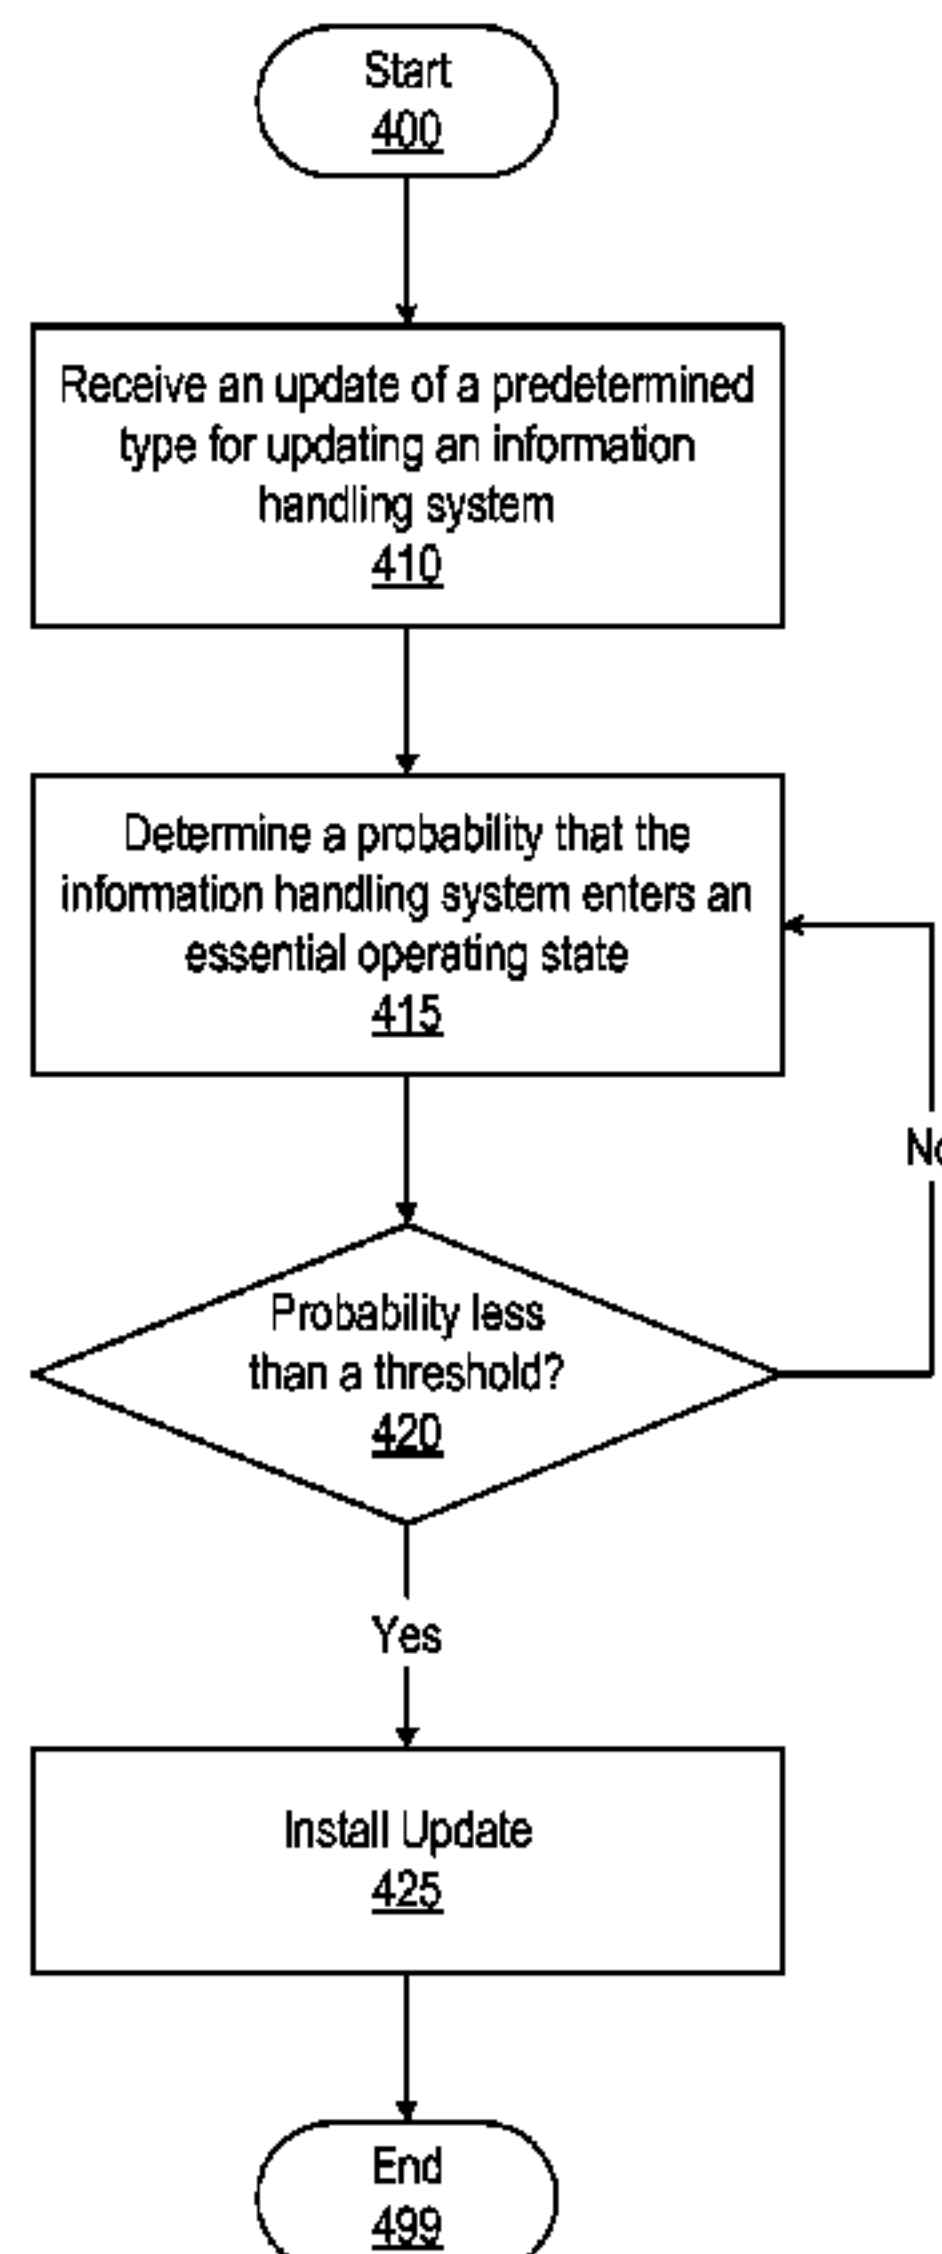 Start
400
Receive an update of a predetermined
type for updating an information
handling system
410
Determine a probability that the
information handling system enters an
essential operating state
415
No
Probability less
than a threshold?
420
Yes
Install Update
425
End
499